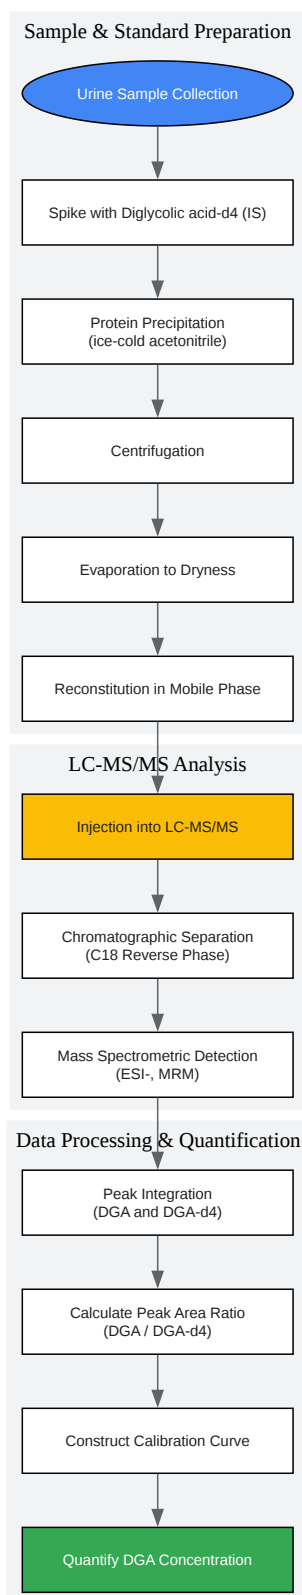 Sample & Standard Preparation
Urine Sample Collection
Spike with Diglycolic acid-d4 (IS)
Protein Precipitation
(ice-cold acetonitrile)
Centrifugation
Evaporation to Dryness
Reconstitution in Mobile Phase
LC-MS/MS Analysis
Injection into LC-MS/MS
Chromatographic Separation
(C18 Reverse Phase)
Mass Spectrometric Detection
(ESI-, MRM)
Data Processing & Quantification
Peak Integration
(DGA and DGA-d4)
Calculate Peak Area Ratio
(DGA / DGA-d4)
Construct Calibration Curve
Quantify DGA Concentration